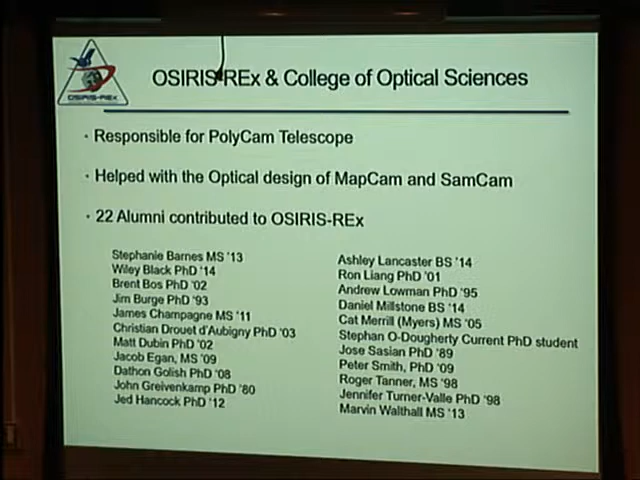 OSIRIS-REx
OSIRIS-REx & College of Optical Sciences
· Responsible for PolyCam Telescope
· Helped with the Optical design of MapCam and SamCam
· 22 Alumni contributed to OSIRIS-REx
Stephanie Barnes MS '13
Wiley Black PhD '14
Brent Bos PhD '02
Jim Burge PhD '93
James Champagne MS '11
Christian Drouet d'Aubigny PhD '03
Matt Dubin PhD '02
Jacob Egan, MS '09
Dathon Golish PhD '08
John Greivenkamp PhD '80
Jed Hancock PhD '12
Ashley Lancaster BS '14
Ron Liang PhD '01
Andrew Lowman PhD '95
Daniel Millstone BS '14
Cat Merrill (Myers) MS '05
Stephan O-Dougherty Current PhD student
Jose Sasian PhD '89
Peter Smith, PhD '09
Roger Tanner, MS '98
Jennifer Turner-Valle PhD '98
Marvin Walthall MS '13